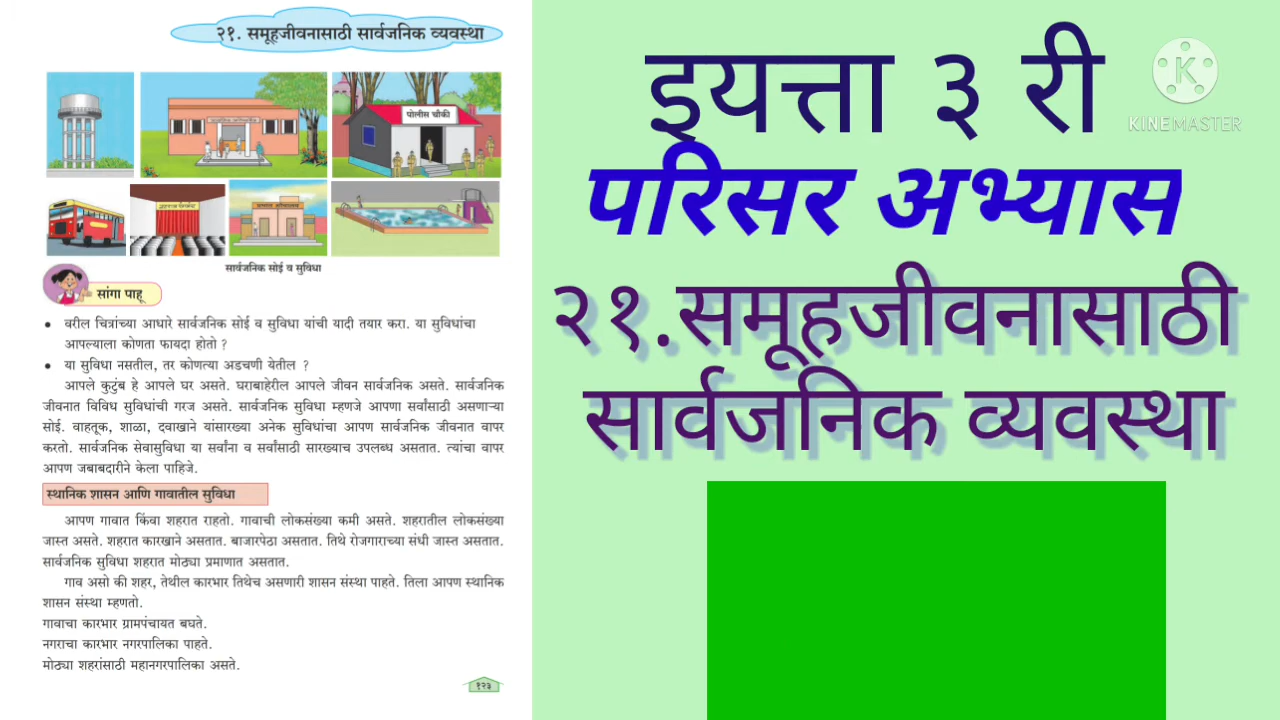 २१. समूहजीवनासाठी सार्वजनिक व्यवस्था
पोलीस चौकी
सार्वजनिक सोई व सुविधा
सांगा पाहू
• वरील चित्रांच्या आधारे सार्वजनिक सोई व सुविधा यांची यादी तयार करा. या सुविधांचा
आपल्याला कोणता फायदा होतो ?
• या सुविधा नसतील, तर कोणत्या अडचणी येतील ?
आपले कुटुंब हे आपले घर असते. घराबाहेरील आपले जीवन सार्वजनिक असते. सार्वजनिक
जीवनात विविध सुविधांची गरज असते. सार्वजनिक सुविधा म्हणजे आपणा सर्वांसाठी असणाऱ्या
सोई. वाहतूक, शाळा, दवाखाने यांसारख्या अनेक सुविधांचा आपण सार्वजनिक जीवनात वापर
करतो. सार्वजनिक सेवासुविधा या सर्वांना व सर्वांसाठी सारख्याच उपलब्ध असतात. त्यांचा वापर
आपण जबाबदारीने केला पाहिजे.
स्थानिक शासन आणि गावातील सुविधा
आपण गावात किंवा शहरात राहतो. गावाची लोकसंख्या कमी असते. शहरातील लोकसंख्या
जास्त असते. शहरात कारखाने असतात. बाजारपेठा असतात. तिथे रोजगाराच्या संधी जास्त असतात.
सार्वजनिक सुविधा शहरात मोठ्या प्रमाणात असतात.
गाव असो की शहर, तेथील कारभार तिथेच असणारी शासन संस्था पाहते. तिला आपण स्थानिक
शासन संस्था म्हणतो.
गावाचा कारभार ग्रामपंचायत बघते.
नगराचा कारभार नगरपालिका पाहते.
मोठ्या शहरांसाठी महानगरपालिका असते.
१२३
इयत्ता ३ री
परिसर अभ्यास
२१.समूहजीवनासाठी
सार्वजनिक व्यवस्था
K
KINEMASTER